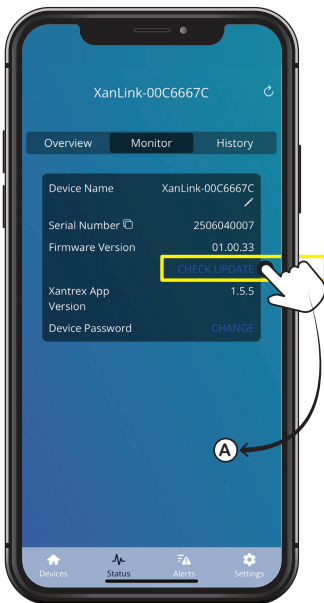 XanLink-00C6667C
Overview Monitor History
Device Name XanLink-00C6667C
Serial Number 2506040007
Firmware Version 01.00.33
CHECK UPDATE
Xantrex App 1.5.5
Version
Device Password CHANGE
A
Devices Status Alerts Settings